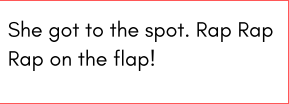 She got to the spot. Rap Rap
Rap on the flap!